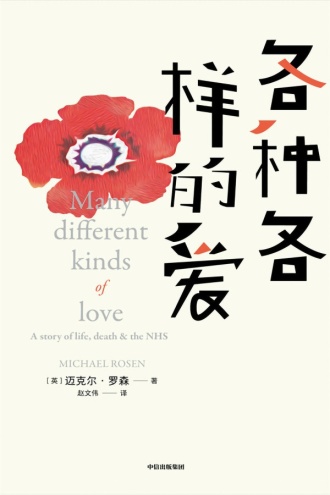 各种各
样的爱
Many
different
kinds
of
love
A story of life, death & the NHS
MICHAEL ROSEN
［英］迈克尔·罗森 — 著
赵文伟 — 译
中信出版集团